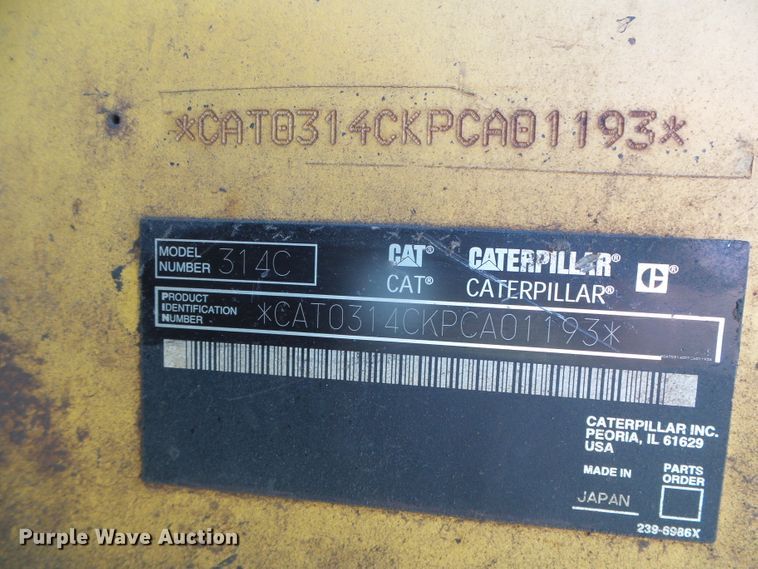 *CAT0314CKPCA01193*
MODEL NUMBER 314C
CAT® CATERPILLAR® C®
CAT® CATERPILLAR®
PRODUCT IDENTIFICATION NUMBER *CAT0314CKPCA01193*
CATERPILLAR INC.
PEORIA, IL 61629
USA
MADE IN JAPAN
PARTS ORDER
239-6986X
Purple Wave Auction